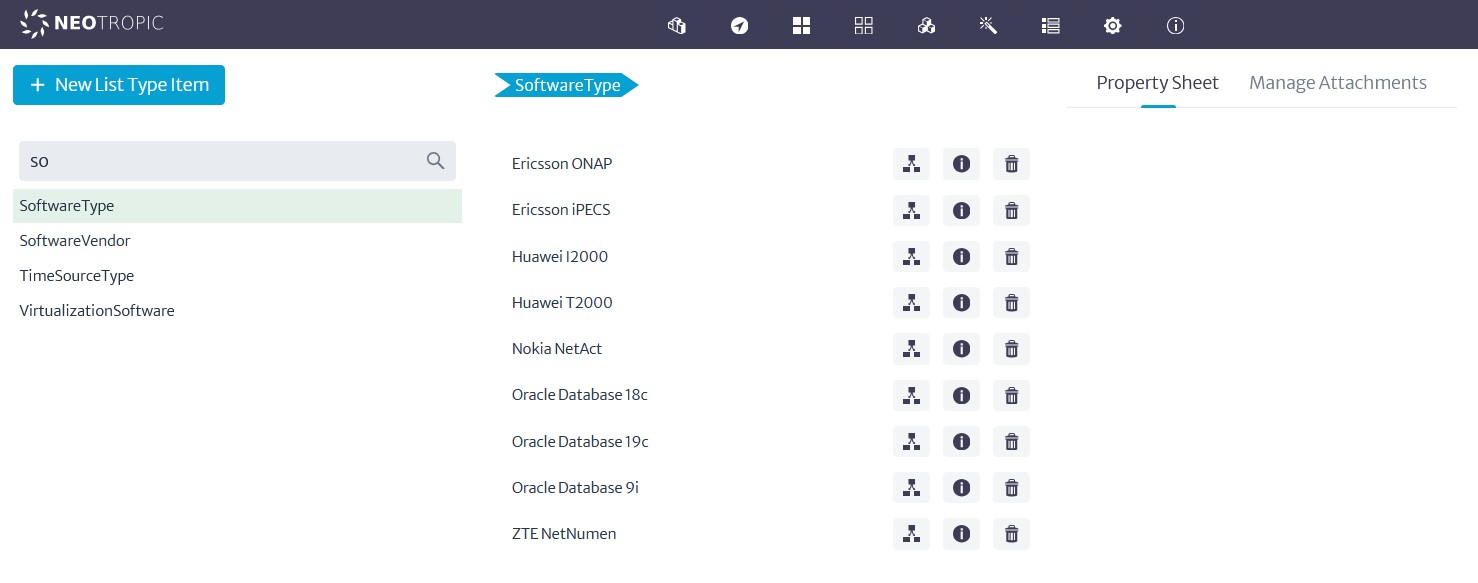 NEOTROPIC
+ New List Type Item
so
SoftwareType
SoftwareVendor
TimeSourceType
VirtualizationSoftware
SoftwareType
Ericsson ONAP
Ericsson iPECS
Huawei I2000
Huawei T2000
Nokia NetAct
Oracle Database 18c
Oracle Database 19c
Oracle Database 9i
ZTE NetNumen
Property Sheet Manage Attachments